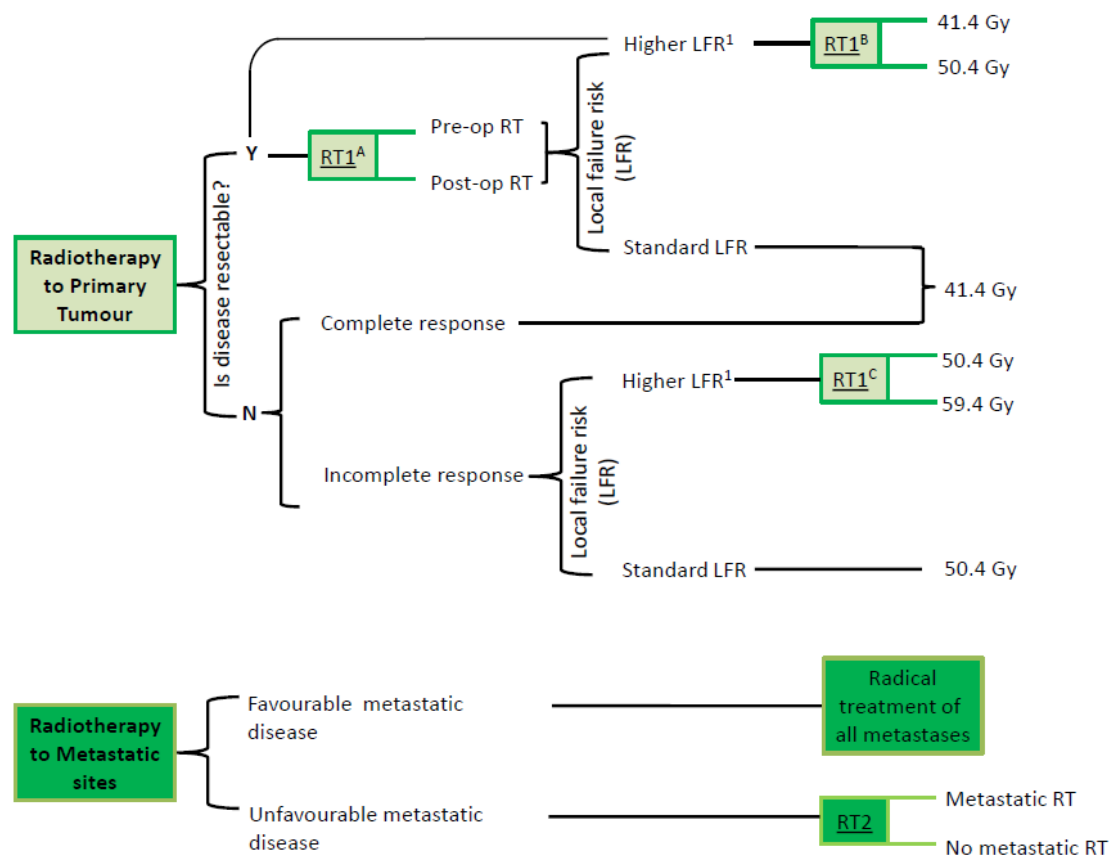 Higher LFR1
RT1B
41.4 Gy
50.4 Gy
Is disease resectable?
Y
RT1A
Pre-op RT
Post-op RT
Local failure risk
(LFR)
Radiotherapy
to Primary
Tumour
Standard LFR
41.4 Gy
Complete response
N
Higher LFR1
RT1C
50.4 Gy
59.4 Gy
Incomplete response
Local failure risk
(LFR)
Standard LFR
50.4 Gy
Radiotherapy
to Metastatic
sites
Favourable metastatic
disease
Radical
treatment of
all metastases
Unfavourable metastatic
disease
RT2
Metastatic RT
No metastatic RT